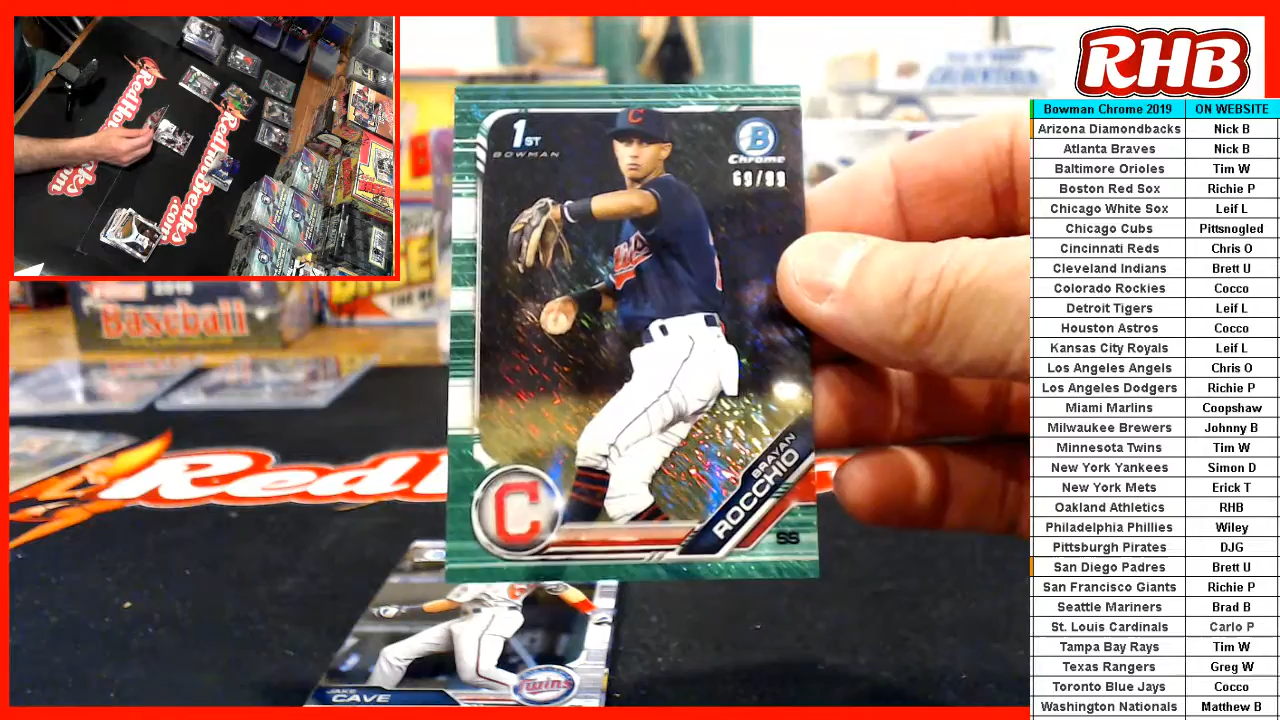 RHB
Bowman Chrome 2019 ON WEBSITE
Arizona Diamondbacks Nick B
Atlanta Braves Nick B
Baltimore Orioles Tim W
Boston Red Sox Richie P
Chicago White Sox Leif L
Chicago Cubs Pittsnogled
Cincinnati Reds Chris O
Cleveland Indians Brett U
Colorado Rockies Cocco
Detroit Tigers Leif L
Houston Astros Cocco
Kansas City Royals Leif L
Los Angeles Angels Chris O
Los Angeles Dodgers Richie P
Miami Marlins Coopshaw
Milwaukee Brewers Johnny B
Minnesota Twins Tim W
New York Yankees Simon D
New York Mets Erick T
Oakland Athletics RHB
Philadelphia Phillies Wiley
Pittsburgh Pirates DJG
San Diego Padres Brett U
San Francisco Giants Richie P
Seattle Mariners Brad B
St. Louis Cardinals Carlo P
Tampa Bay Rays Tim W
Texas Rangers Greg W
Toronto Blue Jays Cocco
Washington Nationals Matthew B
1ST
BOWMAN
B
Chrome
69/99
C
BRAYAN
ROCCHIO
SS
C
JAKE
CAVE
Twins
Baseball
RedHotBreaks
.com
Red